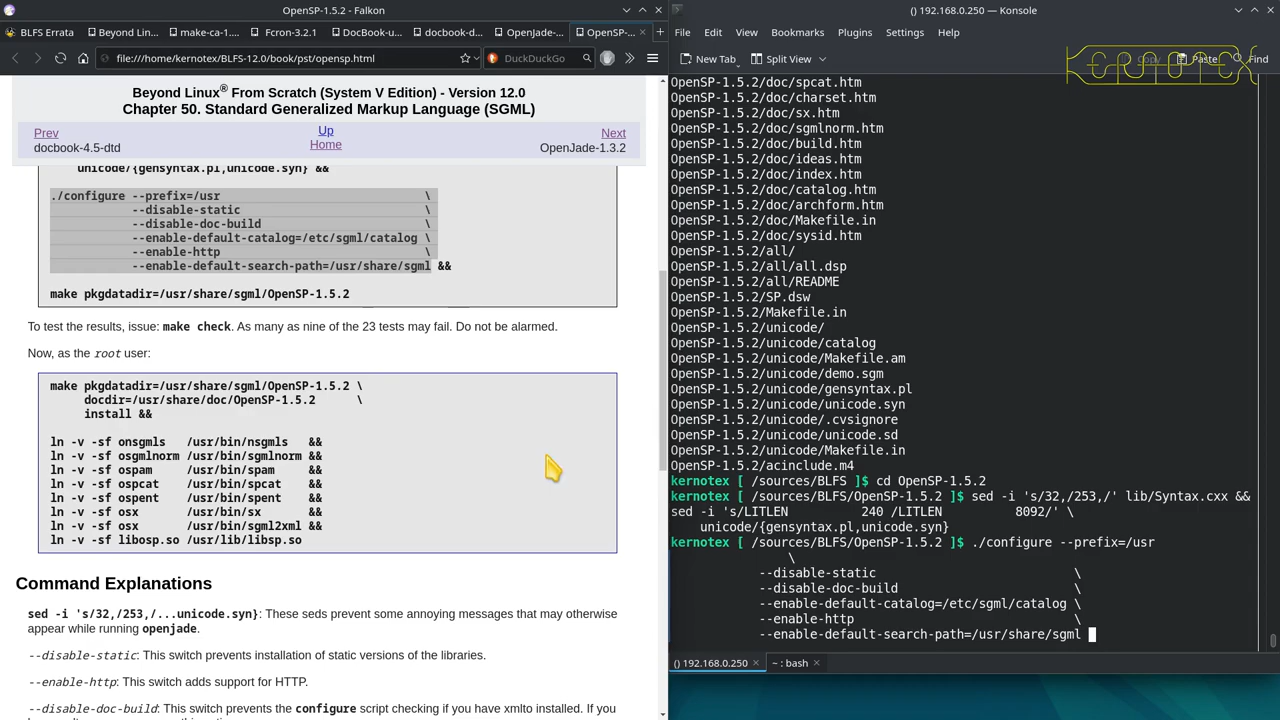 OpenSP-1.5.2 - Falkon
BLFS Errata
Beyond Lin...
make-ca-1....
Fcron-3.2.1
DocBook-u...
docbook-d...
OpenJade-...
OpenSP-...
file:///home/kernotex/BLFS-12.0/book/pst/opensp.html
DuckDuckGo
Beyond Linux® From Scratch (System V Edition) - Version 12.0
Chapter 50. Standard Generalized Markup Language (SGML)
Prev
Up
Next
docbook-4.5-dtd
Home
OpenJade-1.3.2
unicode/{gensyntax.pl,unicode.syn} &&
./configure --prefix=/usr \
--disable-static \
--disable-doc-build \
--enable-default-catalog=/etc/sgml/catalog \
--enable-http \
--enable-default-search-path=/usr/share/sgml &&
make pkgdatadir=/usr/share/sgml/OpenSP-1.5.2
To test the results, issue: make check. As many as nine of the 23 tests may fail. Do not be alarmed.
Now, as the root user:
make pkgdatadir=/usr/share/sgml/OpenSP-1.5.2 \
docdir=/usr/share/doc/OpenSP-1.5.2 \
install &&
ln -v -sf onsgmls /usr/bin/nsgmls &&
ln -v -sf osgmlnorm /usr/bin/sgmlnorm &&
ln -v -sf ospam /usr/bin/spam &&
ln -v -sf ospcat /usr/bin/spcat &&
ln -v -sf ospent /usr/bin/spent &&
ln -v -sf osx /usr/bin/sx &&
ln -v -sf osx /usr/bin/sgml2xml &&
ln -v -sf libosp.so /usr/lib/libsp.so
Command Explanations
sed -i 's/32,/253,/...unicode.syn}: These seds prevent some annoying messages that may otherwise
appear while running openjade.
--disable-static: This switch prevents installation of static versions of the libraries.
--enable-http: This switch adds support for HTTP.
--disable-doc-build: This switch prevents the configure script checking if you have xmlto installed. If you
() 192.168.0.250 — Konsole
File Edit View Bookmarks Plugins Settings Help
New Tab
Split View
Copy
Paste
Find
KERNOTEX
OpenSP-1.5.2/doc/spcat.htm
OpenSP-1.5.2/doc/charset.htm
OpenSP-1.5.2/doc/sx.htm
OpenSP-1.5.2/doc/sgmlnorm.htm
OpenSP-1.5.2/doc/build.htm
OpenSP-1.5.2/doc/ideas.htm
OpenSP-1.5.2/doc/index.htm
OpenSP-1.5.2/doc/catalog.htm
OpenSP-1.5.2/doc/archform.htm
OpenSP-1.5.2/doc/Makefile.in
OpenSP-1.5.2/doc/sysid.htm
OpenSP-1.5.2/all/
OpenSP-1.5.2/all/all.dsp
OpenSP-1.5.2/all/README
OpenSP-1.5.2/SP.dsw
OpenSP-1.5.2/Makefile.in
OpenSP-1.5.2/unicode/
OpenSP-1.5.2/unicode/catalog
OpenSP-1.5.2/unicode/Makefile.am
OpenSP-1.5.2/unicode/demo.sgm
OpenSP-1.5.2/unicode/gensyntax.pl
OpenSP-1.5.2/unicode/unicode.syn
OpenSP-1.5.2/unicode/.cvsignore
OpenSP-1.5.2/unicode/unicode.sd
OpenSP-1.5.2/unicode/Makefile.in
OpenSP-1.5.2/acinclude.m4
kernotex [ /sources/BLFS ]$ cd OpenSP-1.5.2
kernotex [ /sources/BLFS/OpenSP-1.5.2 ]$ sed -i 's/32,/253,/' lib/Syntax.cxx &&
sed -i 's/LITLEN 240 /LITLEN 8092/' \
unicode/{gensyntax.pl,unicode.syn}
kernotex [ /sources/BLFS/OpenSP-1.5.2 ]$ ./configure --prefix=/usr
\
--disable-static \
--disable-doc-build \
--enable-default-catalog=/etc/sgml/catalog \
--enable-http \
--enable-default-search-path=/usr/share/sgml
() 192.168.0.250
~ : bash